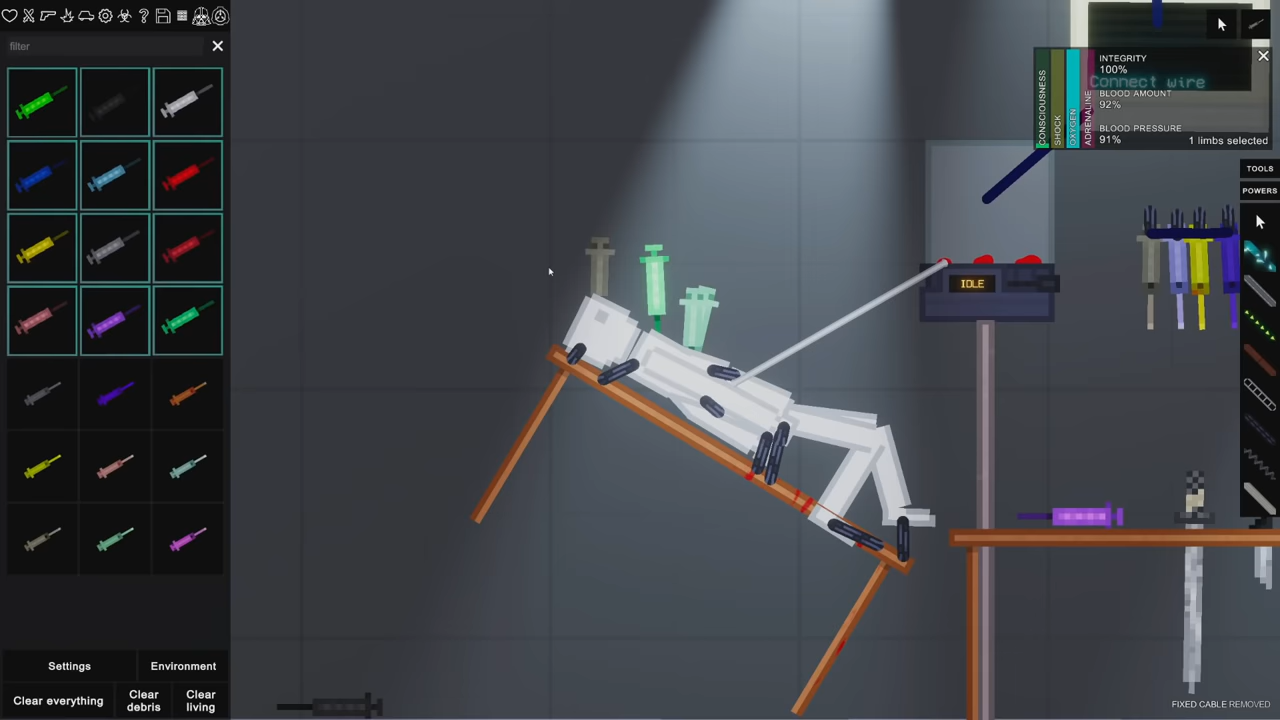 filter
Settings
Environment
Clear everything
Clear debris
Clear living
CONSCIOUSNESS
SHOCK
OXYGEN
ADRENALINE
INTEGRITY
100%
Connect wire
BLOOD AMOUNT
92%
BLOOD PRESSURE
91%
1 limbs selected
TOOLS
POWERS
IDLE
FIXED CABLE REMOVED